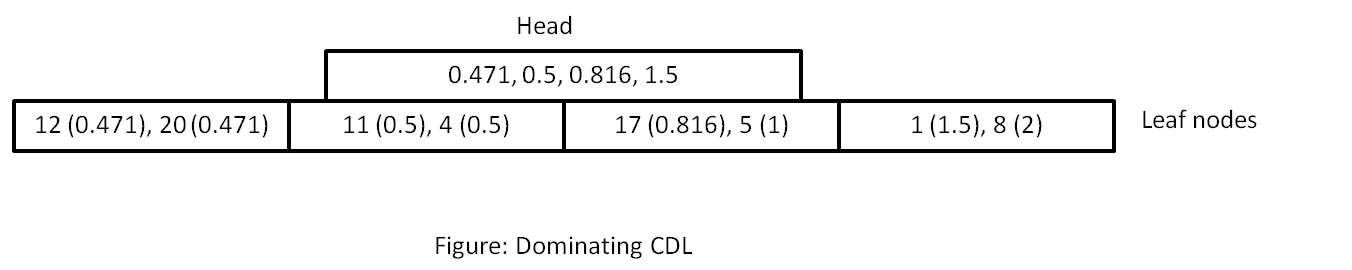 Head
0.471, 0.5, 0.816, 1.5
12 (0.471), 20 (0.471) 11 (0.5), 4 (0.5) 17 (0.816), 5 (1) 1 (1.5), 8 (2) Leaf nodes
Figure: Dominating CDL